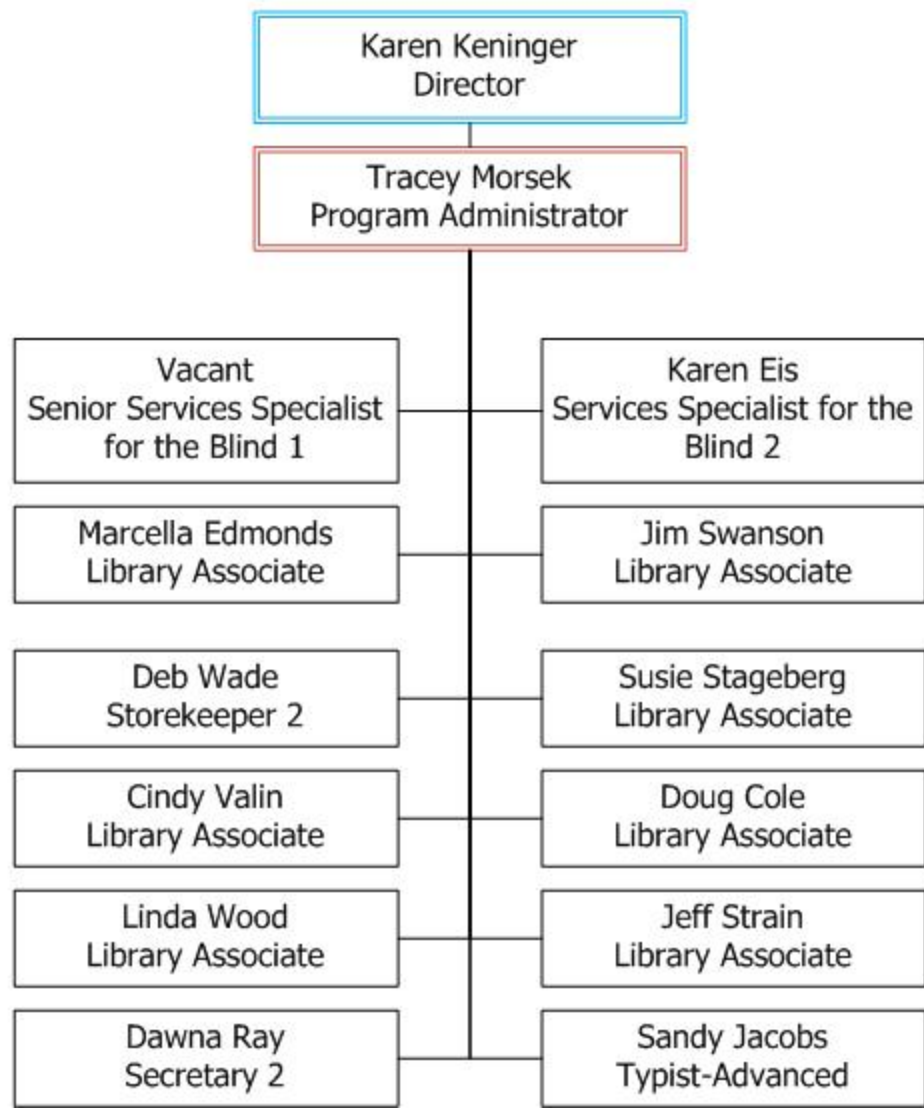 Karen Keninger
Director
Tracey Morsek
Program Administrator
Vacant
Senior Services Specialist
for the Blind 1
Karen Eis
Services Specialist for the
Blind 2
Marcella Edmonds
Library Associate
Jim Swanson
Library Associate
Deb Wade
Storekeeper 2
Susie Stageberg
Library Associate
Cindy Valin
Library Associate
Doug Cole
Library Associate
Linda Wood
Library Associate
Jeff Strain
Library Associate
Dawna Ray
Secretary 2
Sandy Jacobs
Typist-Advanced